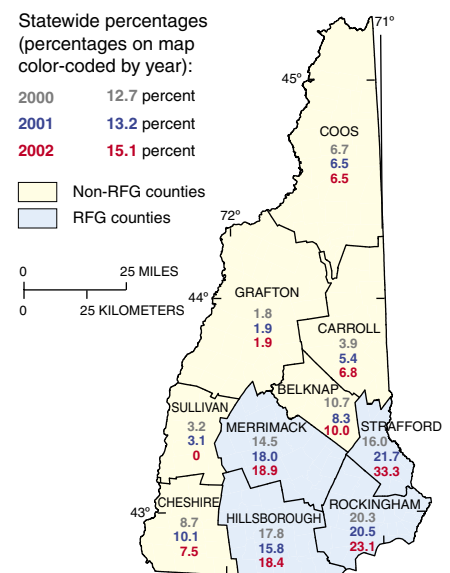 Statewide percentages
(percentages on map
color-coded by year):
2000 12.7 percent
2001 13.2 percent
2002 15.1 percent
Non-RFG counties
RFG counties
0 25 MILES
0 25 KILOMETERS
71°
45°
COOS
6.7
6.5
6.5
72°
44°
GRAFTON
1.8
1.9
1.9
CARROLL
3.9
5.4
6.8
BELKNAP
10.7
8.3
10.0
SULLIVAN
3.2
3.1
0
MERRIMACK
14.5
18.0
18.9
STRAFFORD
16.0
21.7
33.3
43°
CHESHIRE
8.7
10.1
7.5
HILLSBOROUGH
17.8
15.8
18.4
ROCKINGHAM
20.3
20.5
23.1